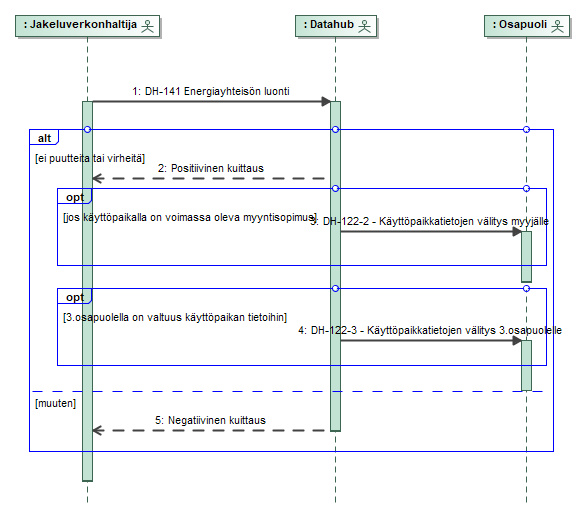 : Jakeluverkonhaltija
: Datahub
: Osapuoli
1: DH-141 Energiayhteisön luonti
alt
[ei puutteita tai virheitä]
2: Positiivinen kuittaus
opt
[jos käyttöpaikalla on voimassa oleva myyntisopimus]
3: DH-122-2 - Käyttöpaikkatietojen välitys myyjälle
opt
[3.osapuolella on valtuus käyttöpaikan tietoihin]
4: DH-122-3 - Käyttöpaikkatietojen välitys 3.osapuolelle
[muuten]
5: Negatiivinen kuittaus